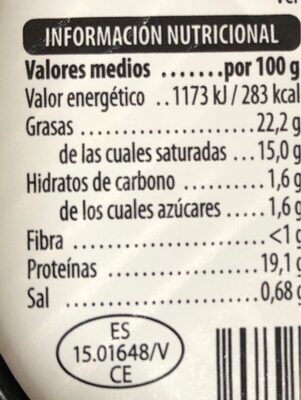 INFORMACIÓN NUTRICIONAL
Valores medios .......por 100 g
Valor energético ..1173 kJ / 283 kcal
Grasas ......................22,2 g
de las cuales saturadas ...15,0 g
Hidratos de carbono .............1,6 g
de los cuales azúcares .....1,6 g
Fibra ..........................<1 g
Proteínas ....................19,1 g
Sal ..........................0,68 g
ES
15.01648/V
CE